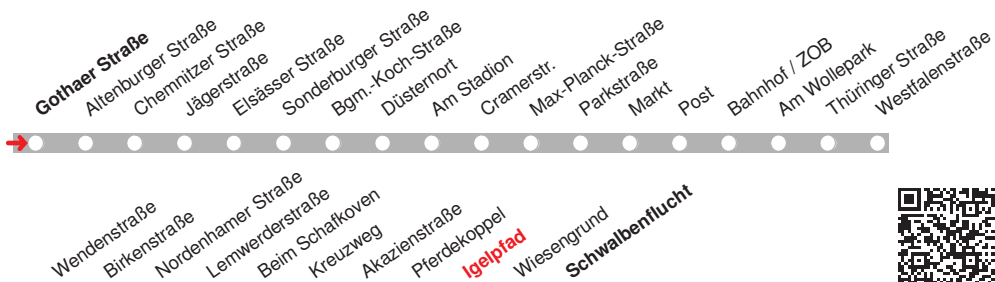 Gothaer Straße
Altenburger Straße
Chemnitzer Straße
Jägerstraße
Elsässer Straße
Sonderburger Straße
Bgm.-Koch-Straße
Düsternort
Am Stadion
Cramerstr.
Max-Planck-Straße
Parkstraße
Markt
Post
Bahnhof / ZOB
Am Wollepark
Thüringer Straße
Westfalenstraße
Wendenstraße
Birkenstraße
Nordenhamer Straße
Lemwerderstraße
Beim Schafkoven
Kreuzweg
Akazienstraße
Pferdekoppel
Igelpfad
Wiesengrund
Schwalbenflucht